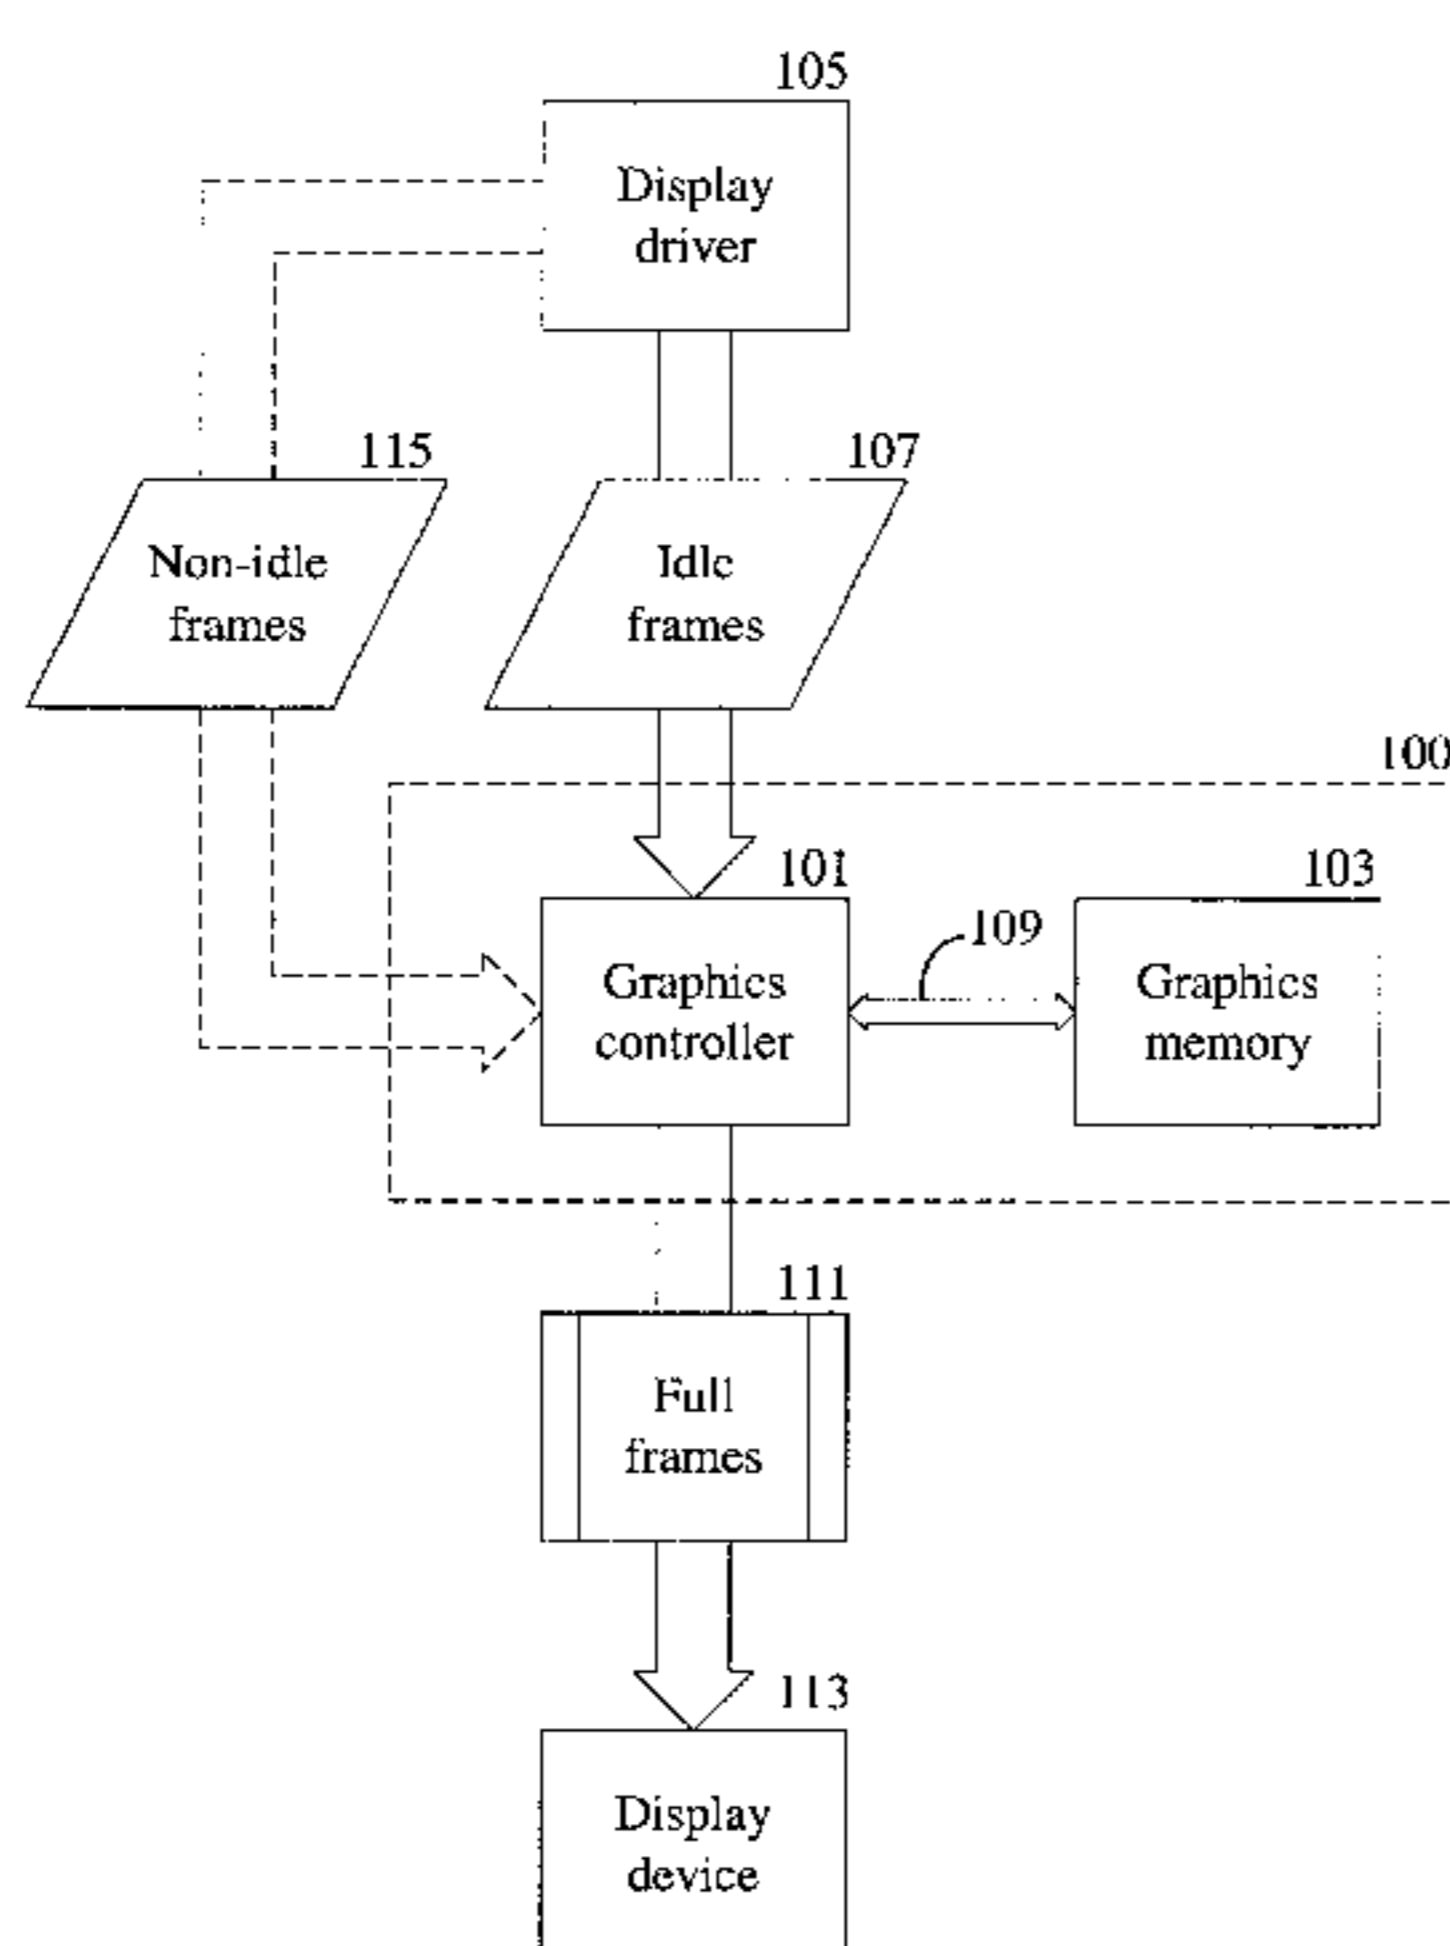 105
Display
driver
115
107
Non-idle
frames
Idle
frames
100
101
103
109
Graphics
controller
Graphics
memory
111
Full
frames
113
Display
device